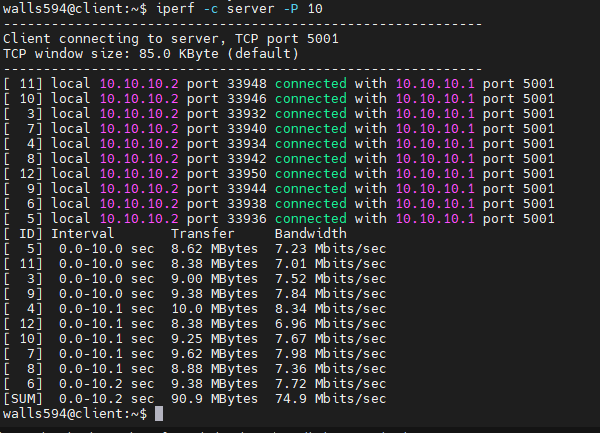 walls594@client:~$ iperf -c server -P 10
------------------------------------------------------------
Client connecting to server, TCP port 5001
TCP window size: 85.0 KByte (default)
------------------------------------------------------------
[ 11] local 10.10.10.2 port 33948 connected with 10.10.10.1 port 5001
[ 10] local 10.10.10.2 port 33946 connected with 10.10.10.1 port 5001
[  3] local 10.10.10.2 port 33932 connected with 10.10.10.1 port 5001
[  7] local 10.10.10.2 port 33940 connected with 10.10.10.1 port 5001
[  4] local 10.10.10.2 port 33934 connected with 10.10.10.1 port 5001
[  8] local 10.10.10.2 port 33942 connected with 10.10.10.1 port 5001
[ 12] local 10.10.10.2 port 33950 connected with 10.10.10.1 port 5001
[  9] local 10.10.10.2 port 33944 connected with 10.10.10.1 port 5001
[  6] local 10.10.10.2 port 33938 connected with 10.10.10.1 port 5001
[  5] local 10.10.10.2 port 33936 connected with 10.10.10.1 port 5001
[ ID] Interval       Transfer     Bandwidth
[  5]  0.0-10.0 sec  8.62 MBytes  7.23 Mbits/sec
[ 11]  0.0-10.0 sec  8.38 MBytes  7.01 Mbits/sec
[  3]  0.0-10.0 sec  9.00 MBytes  7.52 Mbits/sec
[  9]  0.0-10.0 sec  9.38 MBytes  7.84 Mbits/sec
[  4]  0.0-10.1 sec  10.0 MBytes  8.34 Mbits/sec
[ 12]  0.0-10.1 sec  8.38 MBytes  6.96 Mbits/sec
[ 10]  0.0-10.1 sec  9.25 MBytes  7.67 Mbits/sec
[  7]  0.0-10.1 sec  9.62 MBytes  7.98 Mbits/sec
[  8]  0.0-10.1 sec  8.88 MBytes  7.36 Mbits/sec
[  6]  0.0-10.2 sec  9.38 MBytes  7.72 Mbits/sec
[SUM]  0.0-10.2 sec  90.9 MBytes  74.9 Mbits/sec
walls594@client:~$